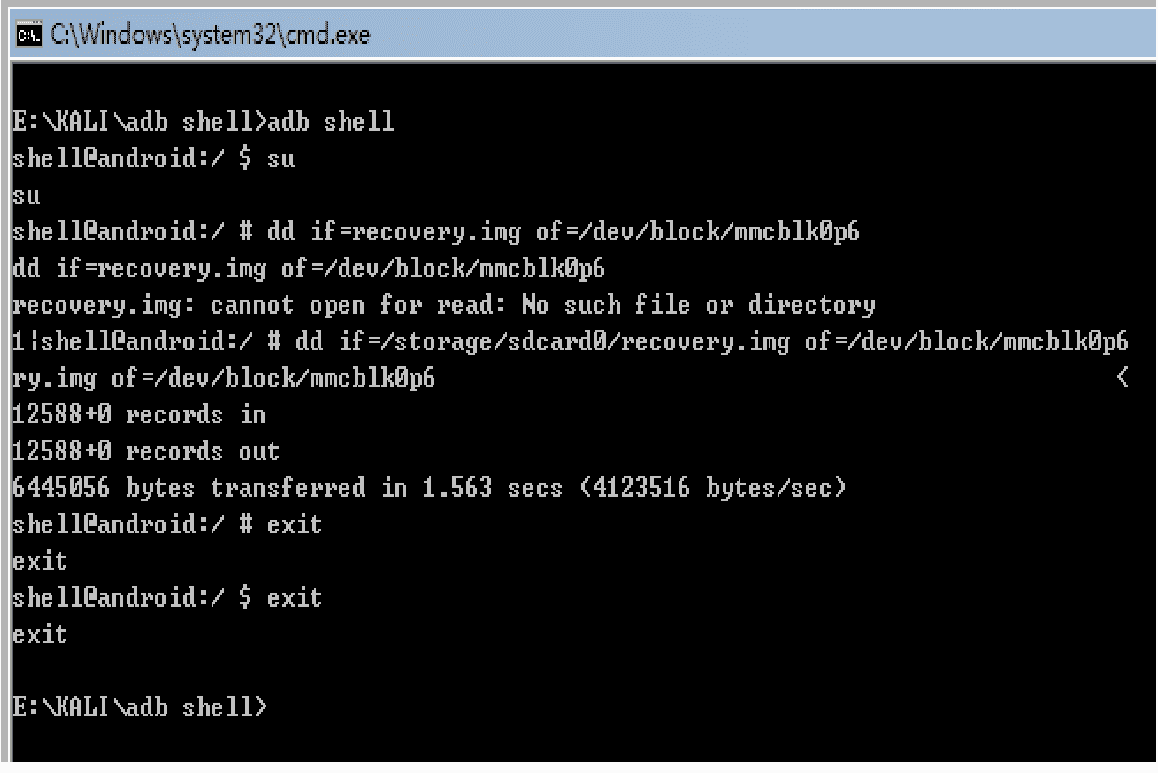 C:\Windows\system32\cmd.exe
E:\KALI\adb shell>adb shell
shell@android:/ $ su
su
shell@android:/ # dd if=recovery.img of=/dev/block/mmcblk0p6
dd if=recovery.img of=/dev/block/mmcblk0p6
recovery.img: cannot open for read: No such file or directory
1|shell@android:/ # dd if=/storage/sdcard0/recovery.img of=/dev/block/mmcblk0p6
ry.img of=/dev/block/mmcblk0p6 <
12588+0 records in
12588+0 records out
6445056 bytes transferred in 1.563 secs (4123516 bytes/sec)
shell@android:/ # exit
exit
shell@android:/ $ exit
exit
E:\KALI\adb shell>